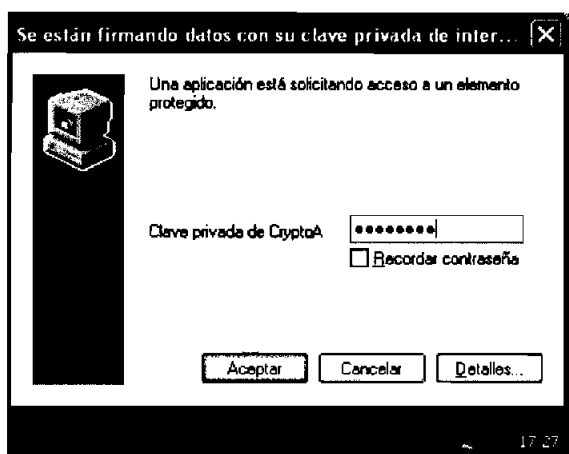 Se están firmando datos con su clave privada de inter...
Una aplicación está solicitando acceso a un elemento
protegido.
Clave privada de CryptoA
Recordar contraseña
Aceptar
Cancelar
Detalles...
17:27